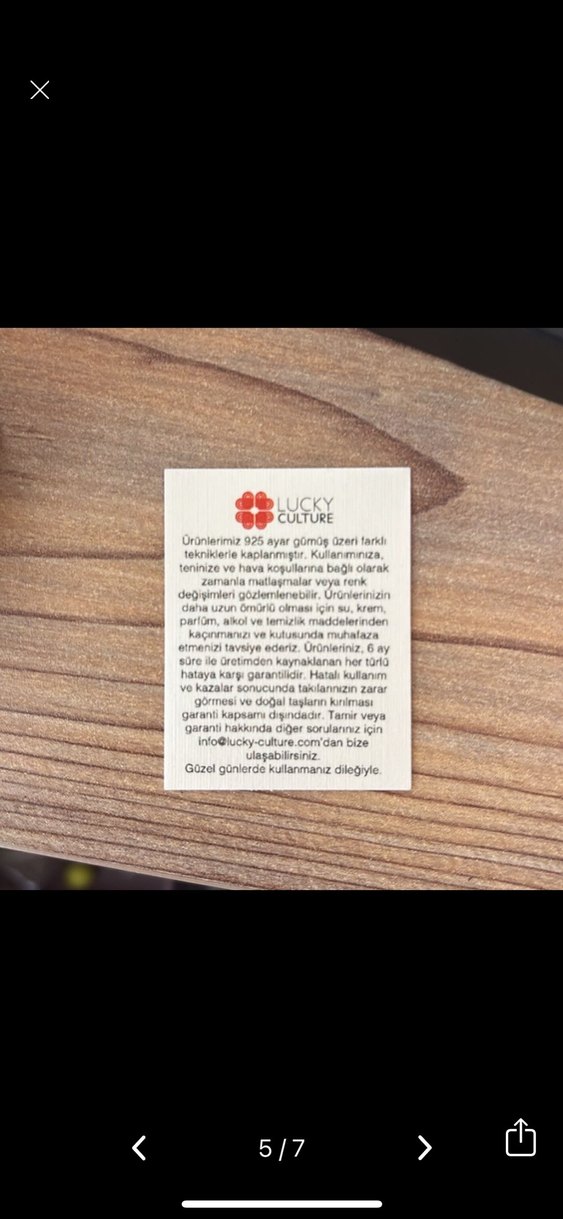 LUCKY
CULTURE
Ürünlerimiz 925 ayar gümüş üzeri farklı
tekniklerle kaplanmıştır. Kullanımınıza,
teninize ve hava koşullarına bağlı olarak
zamanla matlaşmalar veya renk
değişimleri gözlemlenebilir. Ürünlerinizin
daha uzun ömürlü olması için su, krem,
parfüm, alkol ve temizlik maddelerinden
kaçınmanızı ve kutusunda muhafaza
etmenizi tavsiye ederiz. Ürünleriniz, 6 ay
süre ile üretimden kaynaklanan her türlü
hataya karşı garantilidir. Hatalı kullanım
ve kazalar sonucunda takılarınızın zarar
görmesi ve doğal taşların kırılması
garanti kapsamı dışındadır. Tamir veya
garanti hakkında diğer sorularınız için
info@lucky-culture.com'dan bize
ulaşabilirsiniz.
Güzel günlerde kullanmanız dileğiyle.
5 / 7